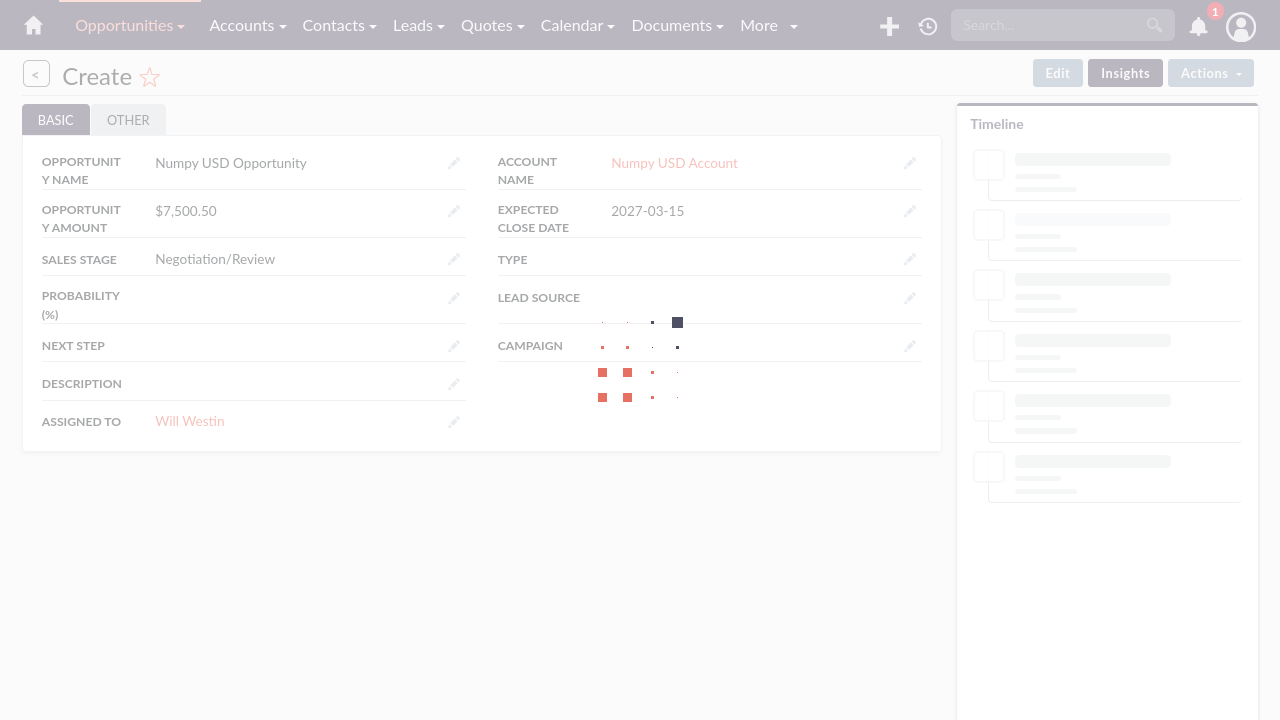 Opportunities Accounts Contacts Leads Quotes Calendar Documents More Search... 1
< Create Edit Insights Actions
BASIC OTHER
Timeline
OPPORTUNIT
Y NAME
Numpy USD Opportunity
ACCOUNT
NAME
Numpy USD Account
OPPORTUNIT
Y AMOUNT
$7,500.50
EXPECTED
CLOSE DATE
2027-03-15
SALES STAGE Negotiation/Review
TYPE
PROBABILITY
(%)
LEAD SOURCE
NEXT STEP
CAMPAIGN
DESCRIPTION
ASSIGNED TO Will Westin